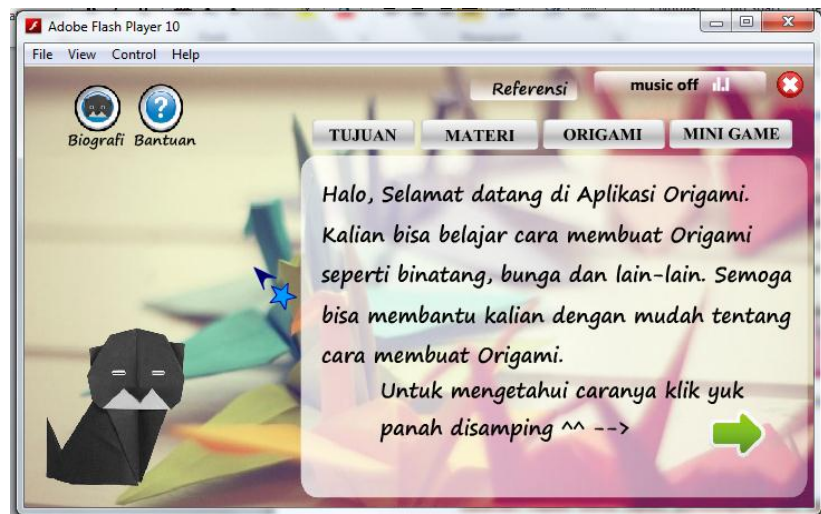 Adobe Flash Player 10
File View Control Help
Referensi
music off
Biografi Bantuan
TUJUAN MATERI ORIGAMI MINI GAME
Halo, Selamat datang di Aplikasi Origami.
Kalian bisa belajar cara membuat Origami
seperti binatang, bunga dan lain-lain. Semoga
bisa membantu kalian dengan mudah tentang
cara membuat Origami.
Untuk mengetahui caranya klik yuk
panah disamping ^^ -->